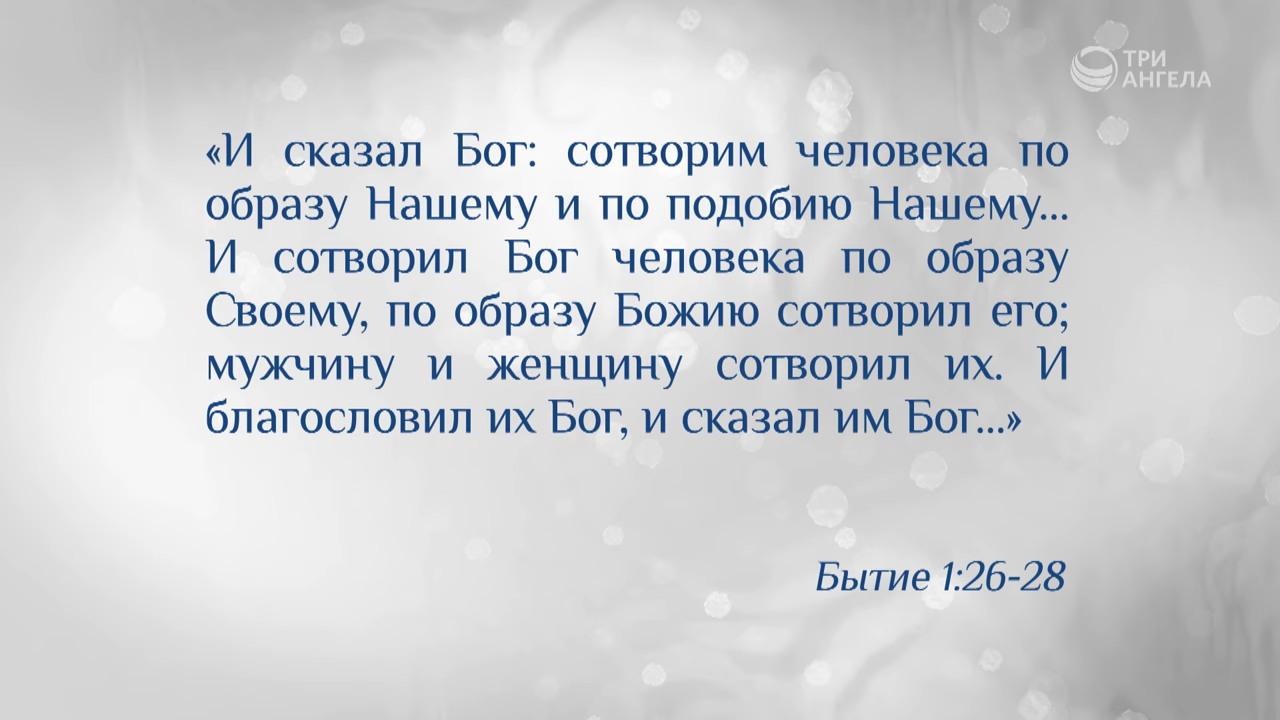 ТРИ
АНГЕЛА
«И сказал Бог: сотворим человека по
образу Нашему и по подобию Нашему...
И сотворил Бог человека по образу
Своему, по образу Божию сотворил его;
мужчину и женщину сотворил их. И
благословил их Бог, и сказал им Бог...»
Бытие 1:26-28